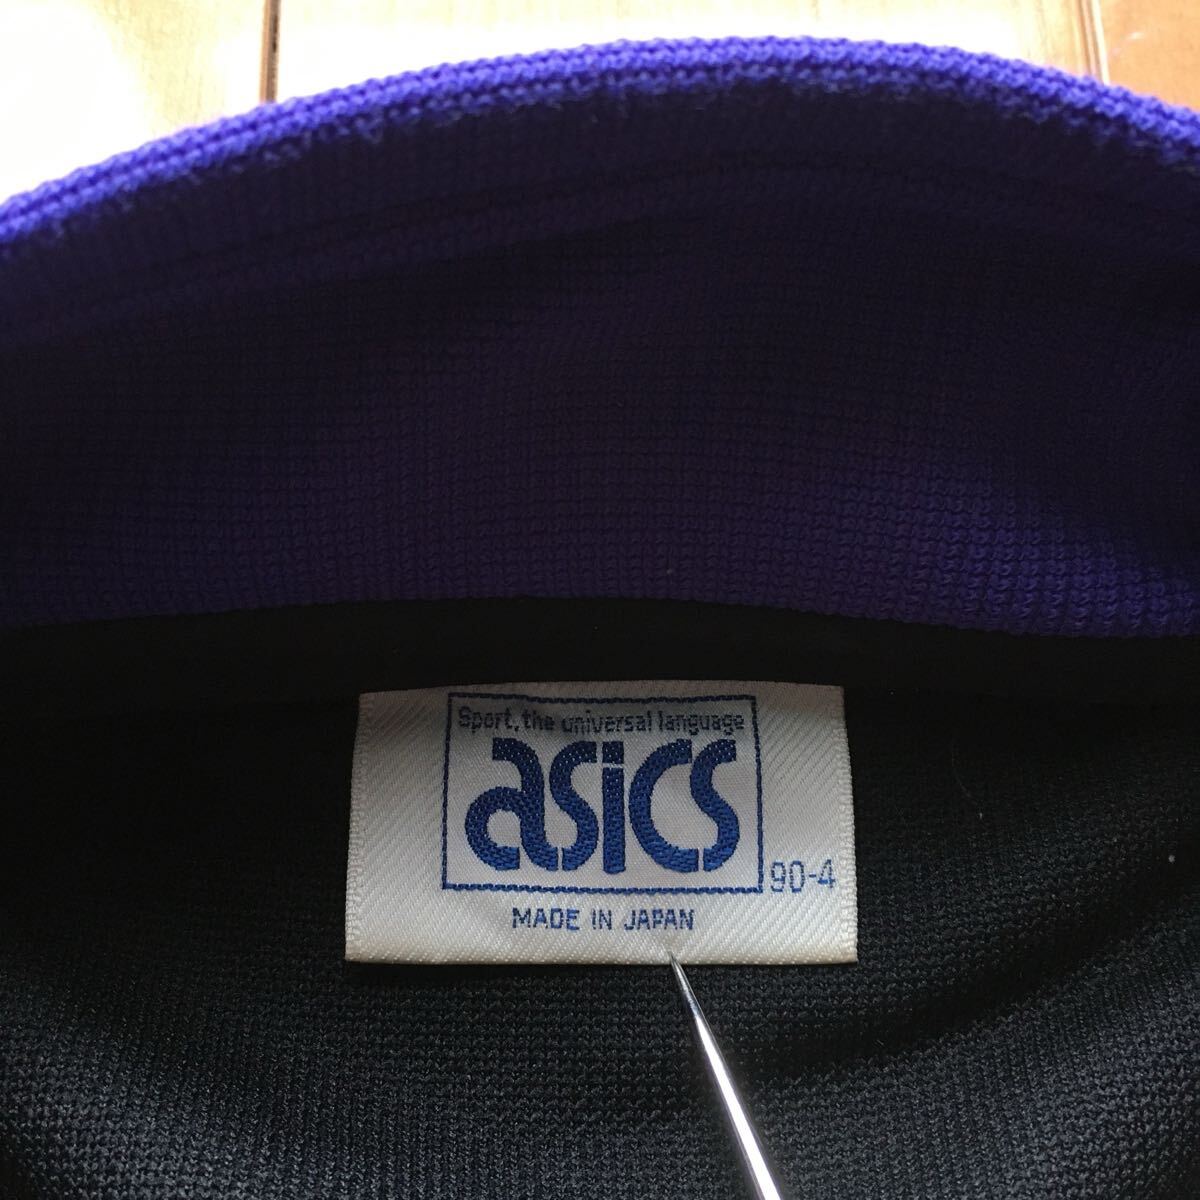 Sport, the universal language
asics
90-4
MADE IN JAPAN